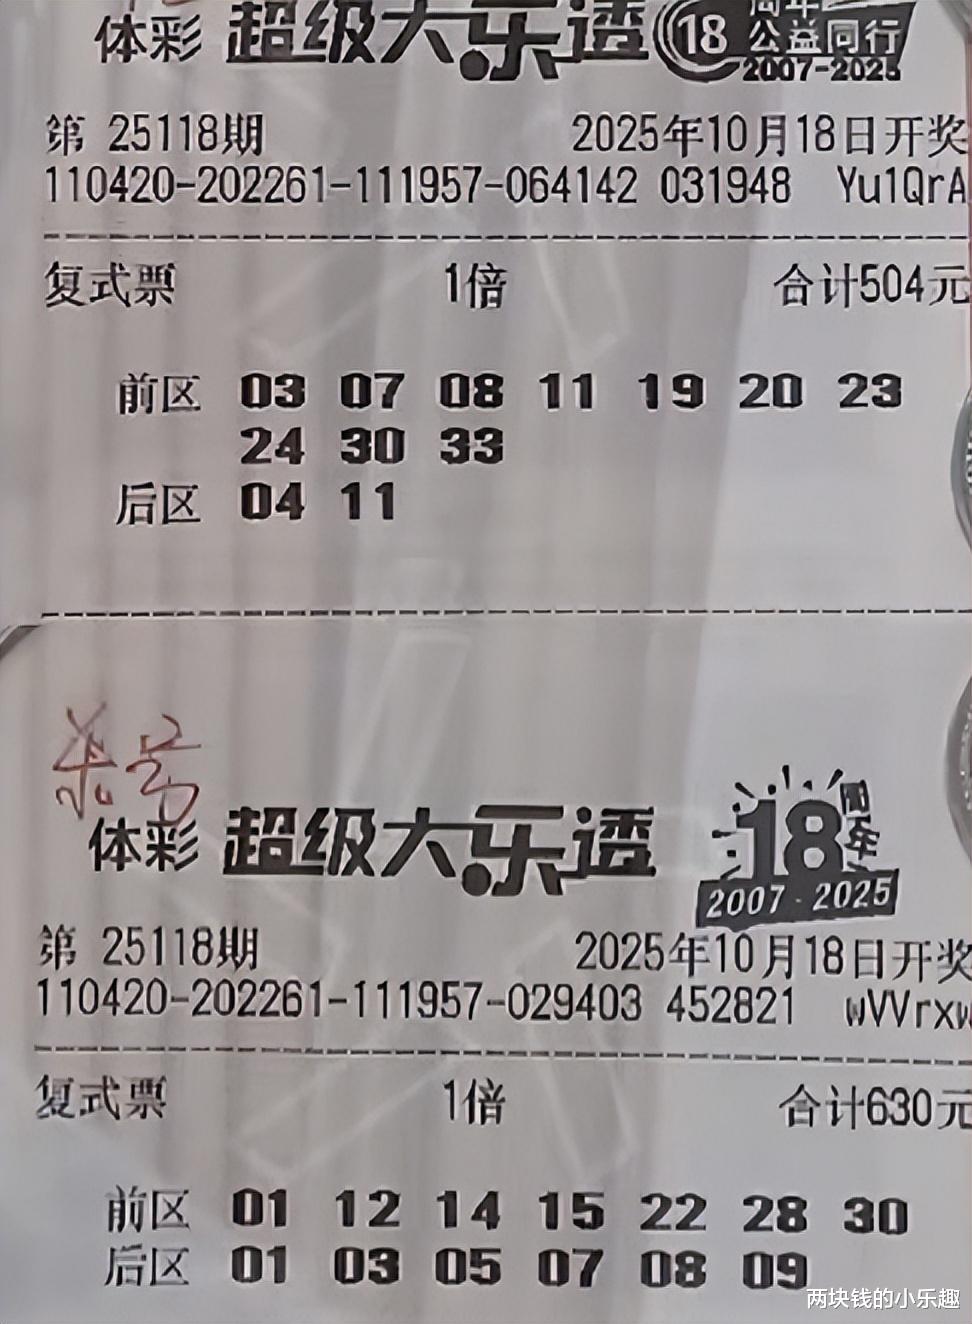 体彩 超级大乐透 18 周年
公益同行
2007-2025
第 25118期 2025年10月18日开奖
110420-202261-111957-064142 031948 Yu1QrA
复式票 1倍 合计504元
前区 03 07 08 11 19 20 23
24 30 33
后区 04 11
杀号
体彩 超级大乐透 18周年
2007-2025
第 25118期 2025年10月18日开奖
110420-202261-111957-029403 452821 wVVrxw
复式票 1倍 合计630元
前区 01 12 14 15 22 28 30
后区 01 03 05 07 08 09
两块钱的小乐趣